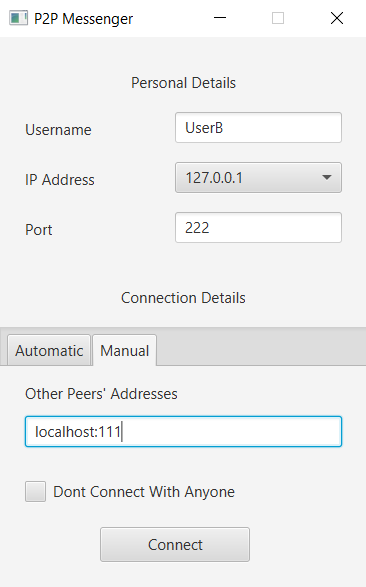 P2P Messenger
Personal Details
Username UserB
IP Address 127.0.0.1
Port 222
Connection Details
Automatic Manual
Other Peers' Addresses
localhost:111
Dont Connect With Anyone
Connect